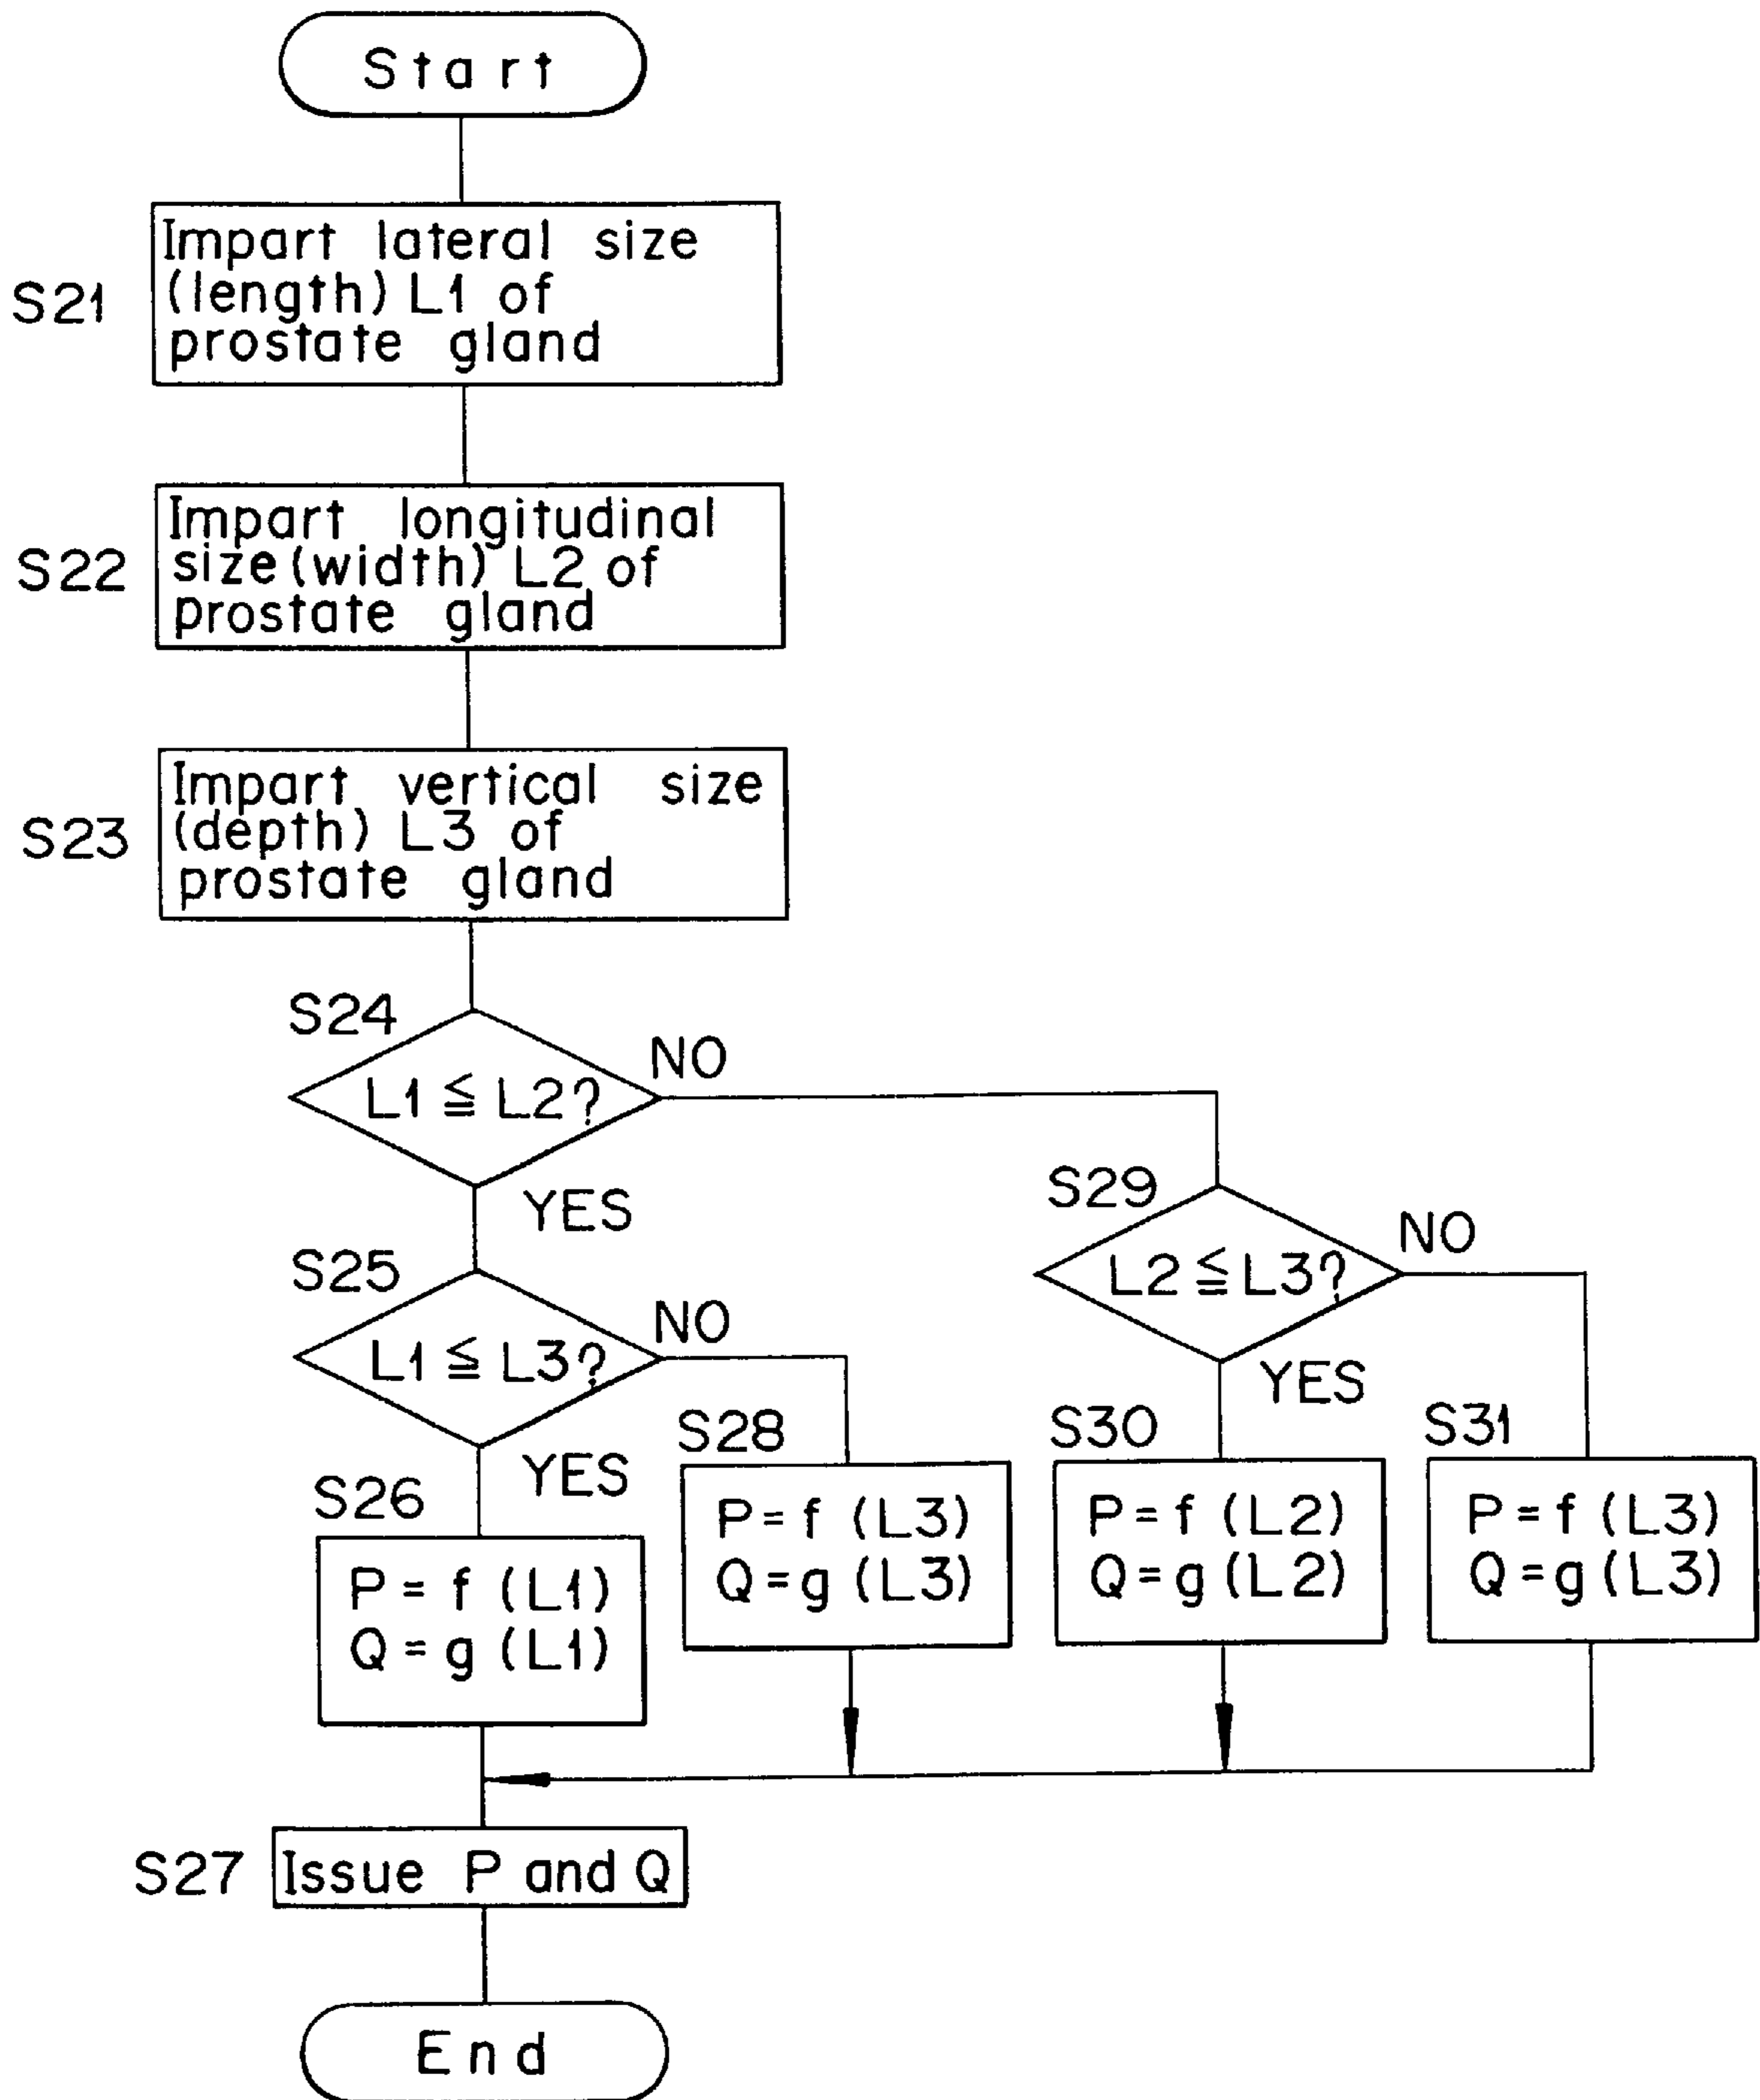 Start
S21
Impart lateral size
(length) L1 of
prostate gland
S22
Impart longitudinal
size (width) L2 of
prostate gland
S23
Impart vertical size
(depth) L3 of
prostate gland
S24
L1 ≦ L2?
NO
YES
S25
L1 ≦ L3?
NO
YES
S26
P = f (L1)
Q = g (L1)
S28
P = f (L3)
Q = g (L3)
S29
L2 ≦ L3?
NO
YES
S30
P = f (L2)
Q = g (L2)
S31
P = f (L3)
Q = g (L3)
S27
Issue P and Q
End